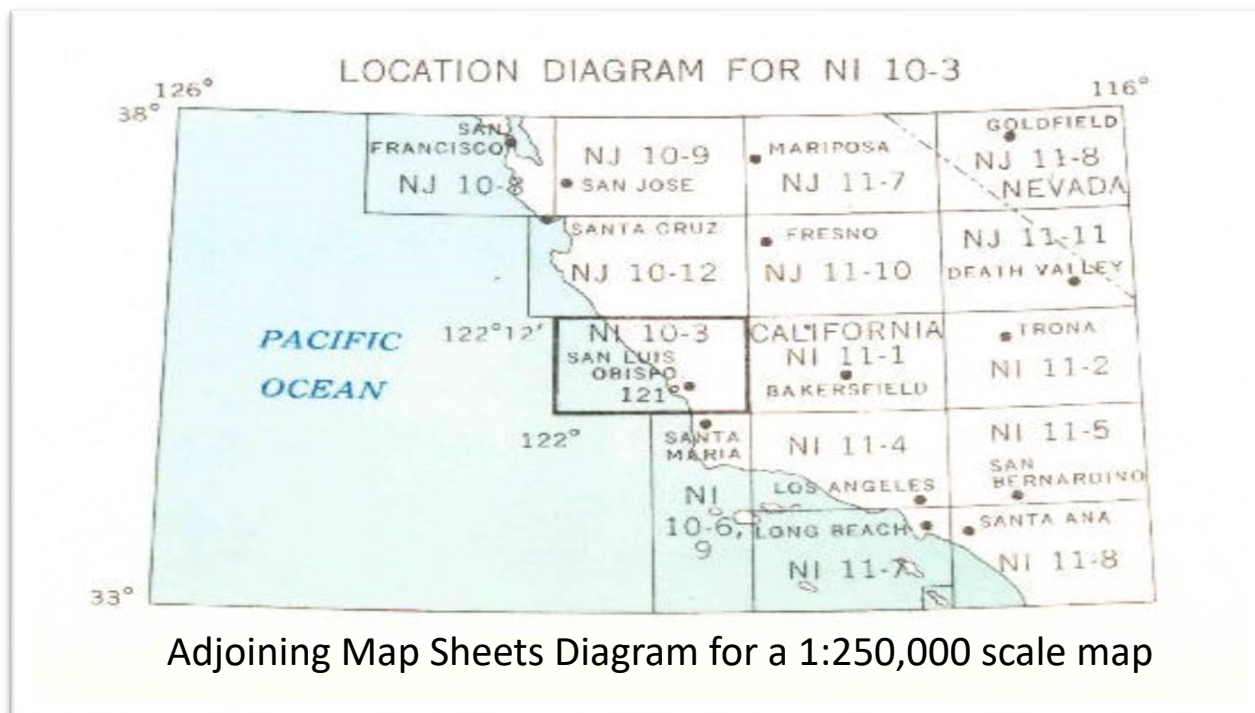 LOCATION DIAGRAM FOR NI 10-3
126°
116°
38°
SAN
FRANCISCO
NJ 10-8
NJ 10-9
SAN JOSE
MARIPOSA
NJ 11-7
GOLDFIELD
NJ 11-8
NEVADA
SANTA CRUZ
NJ 10-12
FRESNO
NJ 11-10
NJ 11-11
DEATH VALLEY
PACIFIC
OCEAN
122°12'
NI 10-3
SAN LUIS
OBISPO
121°
CALIFORNIA
NI 11-1
BAKERSFIELD
TRONA
NI 11-2
122°
SANTA
MARIA
NI
10-6,
9
NI 11-4
LOS ANGELES
NI 11-5
SAN
BERNARDINO
LONG BEACH
NI 11-7
SANTA ANA
NI 11-8
33°
Adjoining Map Sheets Diagram for a 1:250,000 scale map